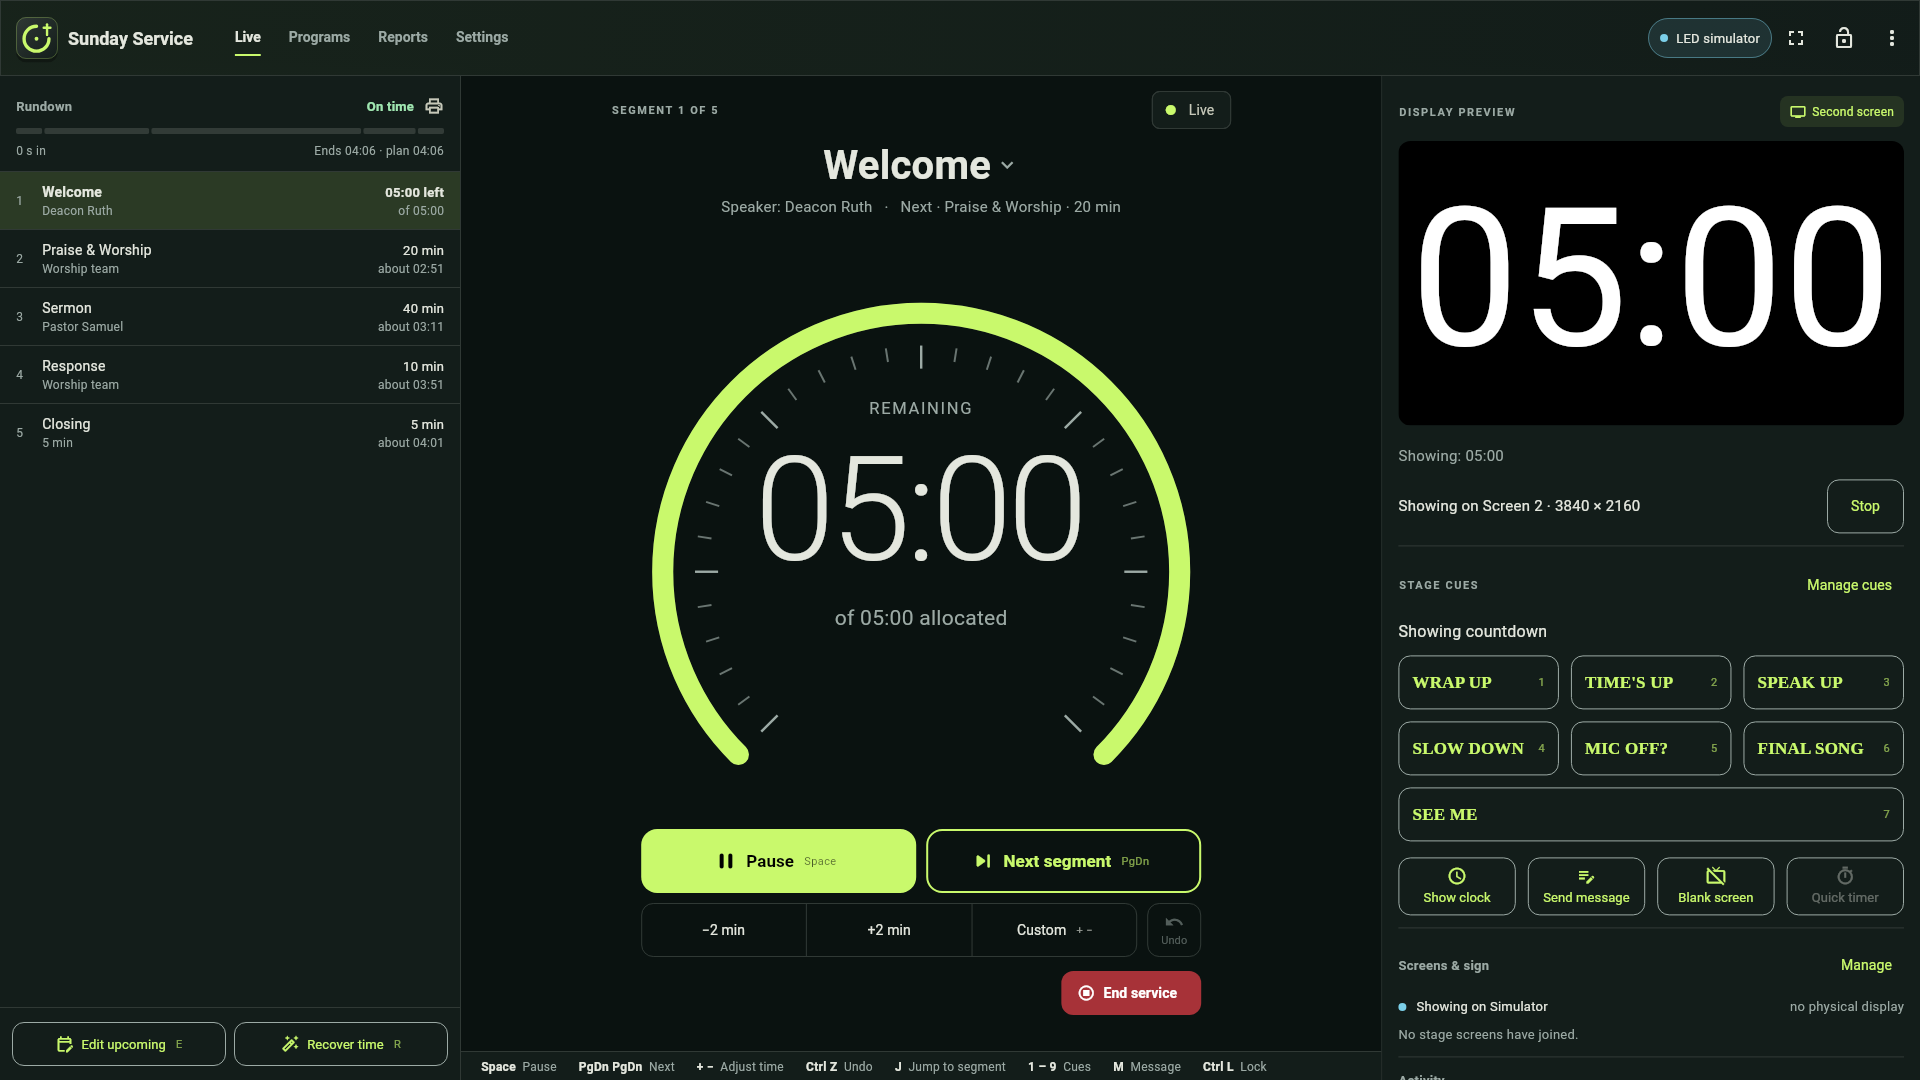 Sunday Service
Live
Programs
Reports
Settings
LED simulator
Rundown
On time
0 s in
Ends 04:06 · plan 04:06
1 Welcome 05:00 left
Deacon Ruth of 05:00
2 Praise & Worship 20 min
Worship team about 02:51
3 Sermon 40 min
Pastor Samuel about 03:11
4 Response 10 min
Worship team about 03:51
5 Closing 5 min
5 min about 04:01
Edit upcoming E
Recover time R
SEGMENT 1 OF 5
Live
Welcome
Speaker: Deacon Ruth · Next · Praise & Worship · 20 min
REMAINING
05:00
of 05:00 allocated
Pause Space
Next segment PgDn
−2 min
+2 min
Custom + −
Undo
End service
Space Pause PgDn PgDn Next + − Adjust time Ctrl Z Undo J Jump to segment 1 – 9 Cues M Message Ctrl L Lock
DISPLAY PREVIEW
Second screen
05:00
Showing: 05:00
Showing on Screen 2 · 3840 × 2160
Stop
STAGE CUES
Manage cues
Showing countdown
WRAP UP 1
TIME'S UP 2
SPEAK UP 3
SLOW DOWN 4
MIC OFF? 5
FINAL SONG 6
SEE ME 7
Show clock
Send message
Blank screen
Quick timer
Screens & sign
Manage
Showing on Simulator
no physical display
No stage screens have joined.
Activity